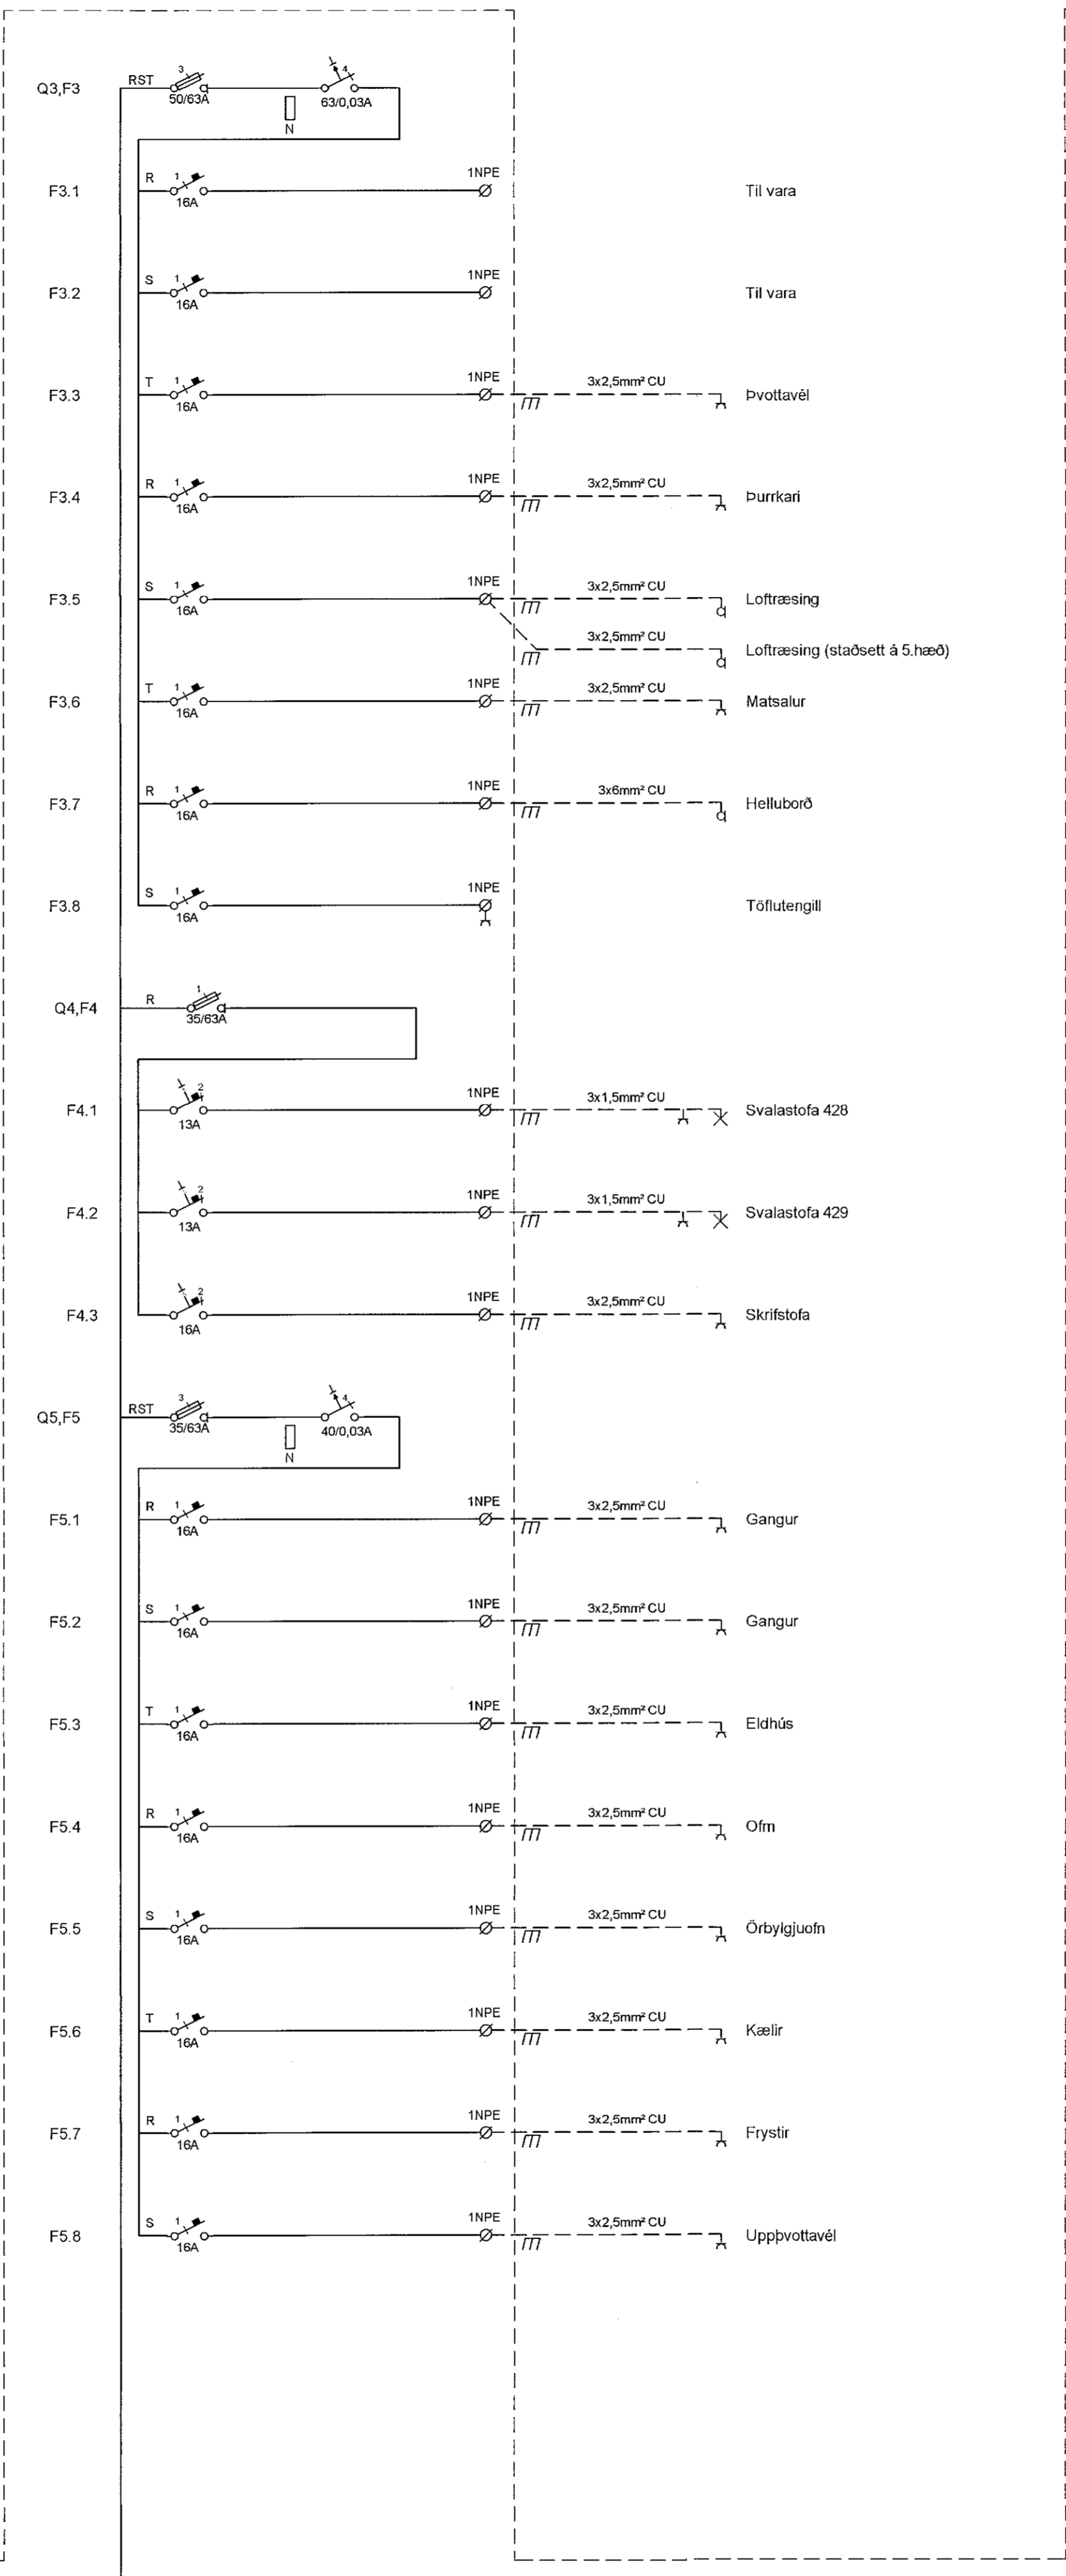 Q3,F3 RST 3 50/63A N 4 63/0,03A
F3.1 R 1 16A 1NPE Til vara
F3.2 S 1 16A 1NPE Til vara
F3.3 T 1 16A 1NPE 3x2,5mm² CU Þvottavél
F3.4 R 1 16A 1NPE 3x2,5mm² CU Þurrkari
F3.5 S 1 16A 1NPE 3x2,5mm² CU Loftræsing
3x2,5mm² CU Loftræsing (staðsett á 5.hæð)
F3.6 T 1 16A 1NPE 3x2,5mm² CU Matsalur
F3.7 R 1 16A 1NPE 3x6mm² CU Helluborð
F3.8 S 1 16A 1NPE Töflutengill
Q4,F4 R 1 35/63A
F4.1 2 13A 1NPE 3x1,5mm² CU Svalastofa 428
F4.2 2 13A 1NPE 3x1,5mm² CU Svalastofa 429
F4.3 2 16A 1NPE 3x2,5mm² CU Skrifstofa
Q5,F5 RST 3 35/63A N 4 40/0,03A
F5.1 R 1 16A 1NPE 3x2,5mm² CU Gangur
F5.2 S 1 16A 1NPE 3x2,5mm² CU Gangur
F5.3 T 1 16A 1NPE 3x2,5mm² CU Eldhús
F5.4 R 1 16A 1NPE 3x2,5mm² CU Ofrn
F5.5 S 1 16A 1NPE 3x2,5mm² CU Örbylgjuofn
F5.6 T 1 16A 1NPE 3x2,5mm² CU Kælir
F5.7 R 1 16A 1NPE 3x2,5mm² CU Frystir
F5.8 S 1 16A 1NPE 3x2,5mm² CU Uppþvottavél